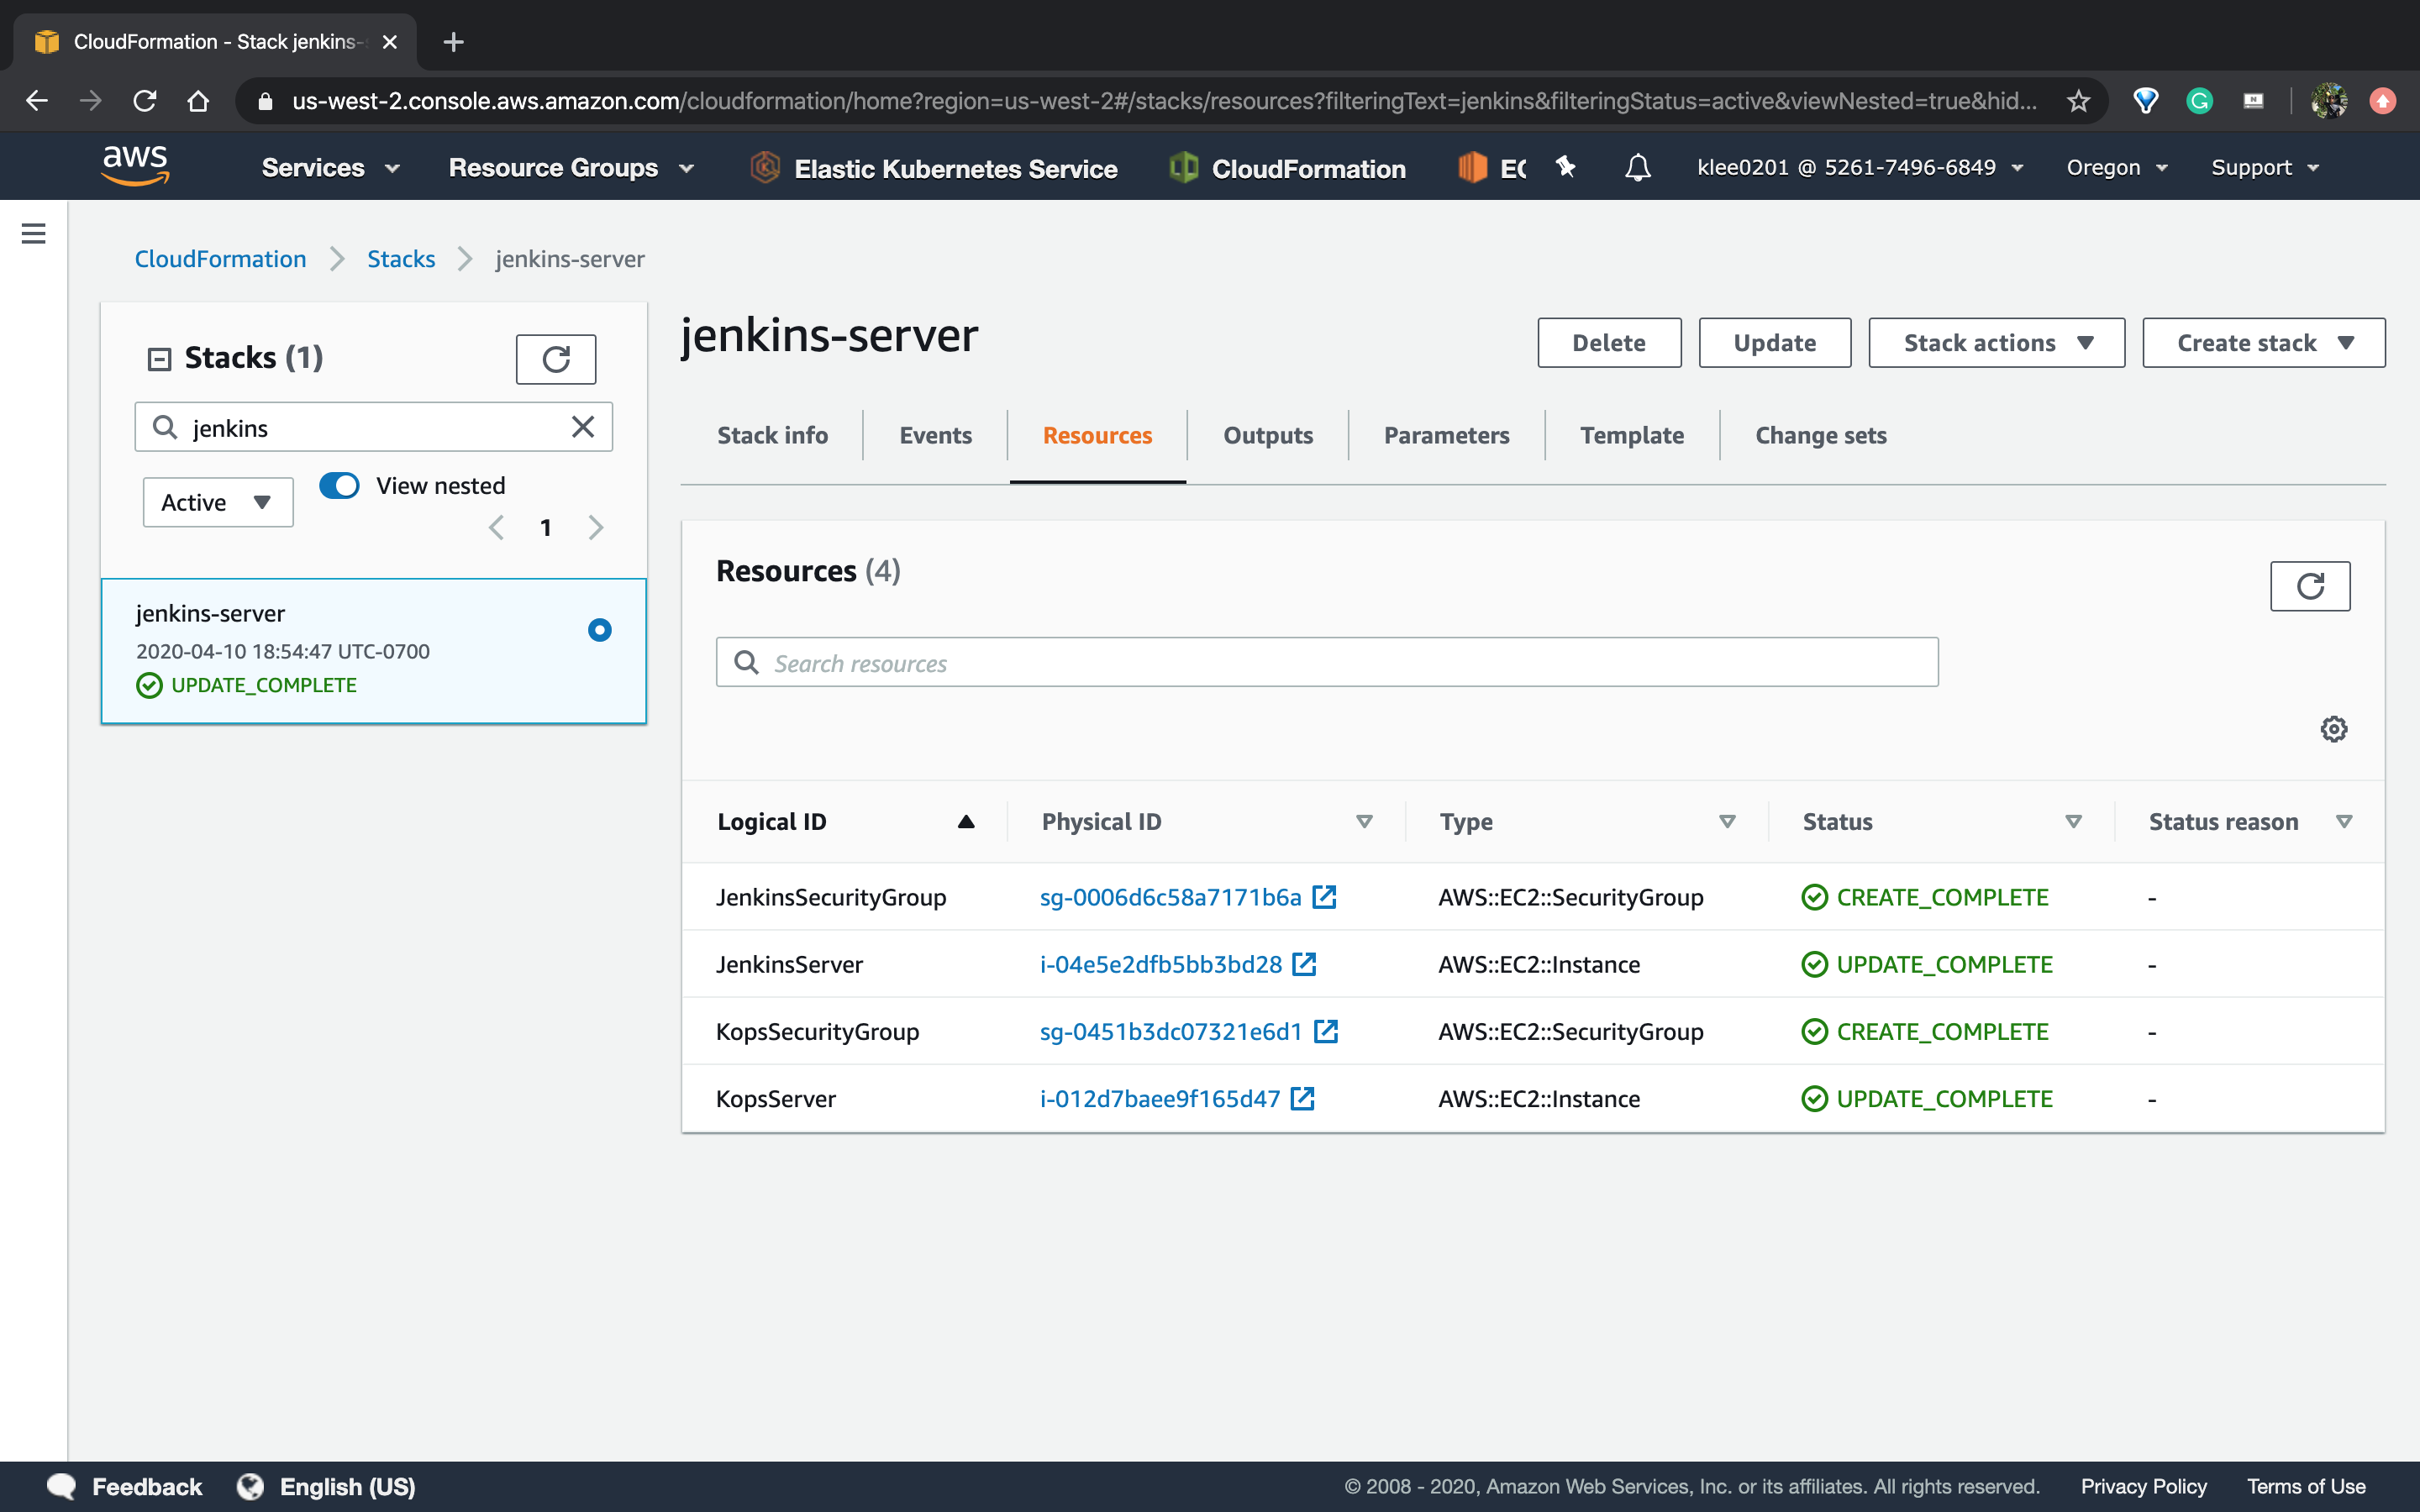 CloudFormation - Stack jenkins-
us-west-2.console.aws.amazon.com/cloudformation/home?region=us-west-2#/stacks/resources?filteringText=jenkins&filteringStatus=active&viewNested=true&hid...
aws Services Resource Groups Elastic Kubernetes Service CloudFormation EC klee0201 @ 5261-7496-6849 Oregon Support
CloudFormation Stacks jenkins-server
Stacks (1)
jenkins
Active View nested
1
jenkins-server
2020-04-10 18:54:47 UTC-0700
UPDATE_COMPLETE
jenkins-server Delete Update Stack actions Create stack
Stack info Events Resources Outputs Parameters Template Change sets
Resources (4)
Search resources
Logical ID Physical ID Type Status Status reason
JenkinsSecurityGroup sg-0006d6c58a7171b6a AWS::EC2::SecurityGroup CREATE_COMPLETE -
JenkinsServer i-04e5e2dfb5bb3bd28 AWS::EC2::Instance UPDATE_COMPLETE -
KopsSecurityGroup sg-0451b3dc07321e6d1 AWS::EC2::SecurityGroup CREATE_COMPLETE -
KopsServer i-012d7baee9f165d47 AWS::EC2::Instance UPDATE_COMPLETE -
Feedback English (US) © 2008 - 2020, Amazon Web Services, Inc. or its affiliates. All rights reserved. Privacy Policy Terms of Use